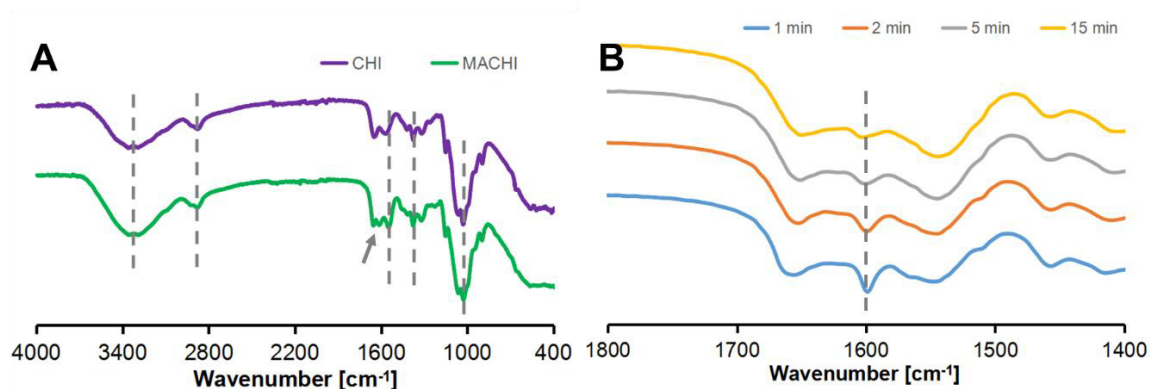 A
CHI MACHI
4000 3400 2800 2200 1600 1000 400
Wavenumber [cm⁻¹]
1 min 2 min 5 min 15 min
B
1800 1700 1600 1500 1400
Wavenumber [cm⁻¹]